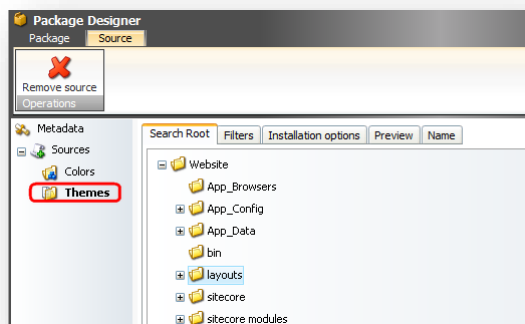 Package Designer
Package Source
Remove source
Operations
Metadata
Sources
Colors
Themes
Search Root Filters Installation options Preview Name
Website
App_Browsers
App_Config
App_Data
bin
layouts
sitecore
sitecore modules